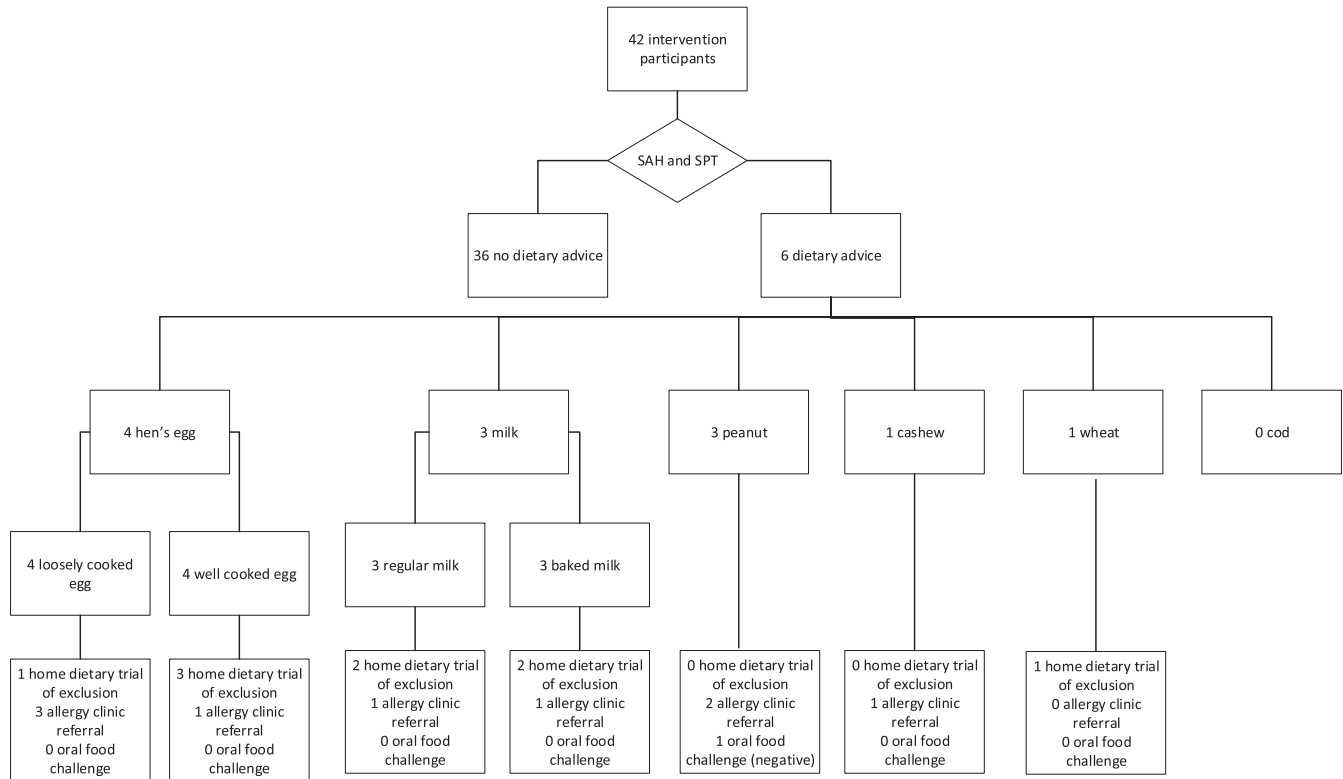 42 intervention
participants
SAH and SPT
36 no dietary advice
6 dietary advice
4 hen’s egg
3 milk
3 peanut
1 cashew
1 wheat
0 cod
4 loosely cooked
egg
4 well cooked egg
3 regular milk
3 baked milk
1 home dietary trial
of exclusion
3 allergy clinic
referral
0 oral food
challenge
3 home dietary trial
of exclusion
1 allergy clinic
referral
0 oral food
challenge
2 home dietary trial
of exclusion
1 allergy clinic
referral
0 oral food
challenge
2 home dietary trial
of exclusion
1 allergy clinic
referral
0 oral food
challenge
0 home dietary trial
of exclusion
2 allergy clinic
referral
1 oral food
challenge (negative)
0 home dietary trial
of exclusion
1 allergy clinic
referral
0 oral food
challenge
1 home dietary trial
of exclusion
0 allergy clinic
referral
0 oral food
challenge